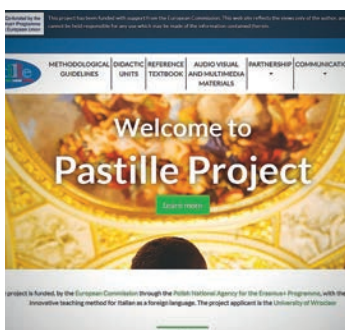 Co-funded by the
Erasmus+ Programme
European Union
This project has been funded with support from the European Commission. This web site reflects the views only of the author, and
cannot be held responsible for any use which may be made of the information contained therein.
METHODOLOGICAL GUIDELINES
DIDACTIC UNITS
REFERENCE TEXTBOOK
AUDIO VISUAL AND MULTIMEDIA MATERIALS
PARTNERSHIP
Welcome to
Pastille Project
Learn more
project is funded, by the European Commission through the Polish National Agency for the Erasmus+ Programme, with the
innovative teaching method for Italian as a foreign language. The project applicant is the University of Wroclaw